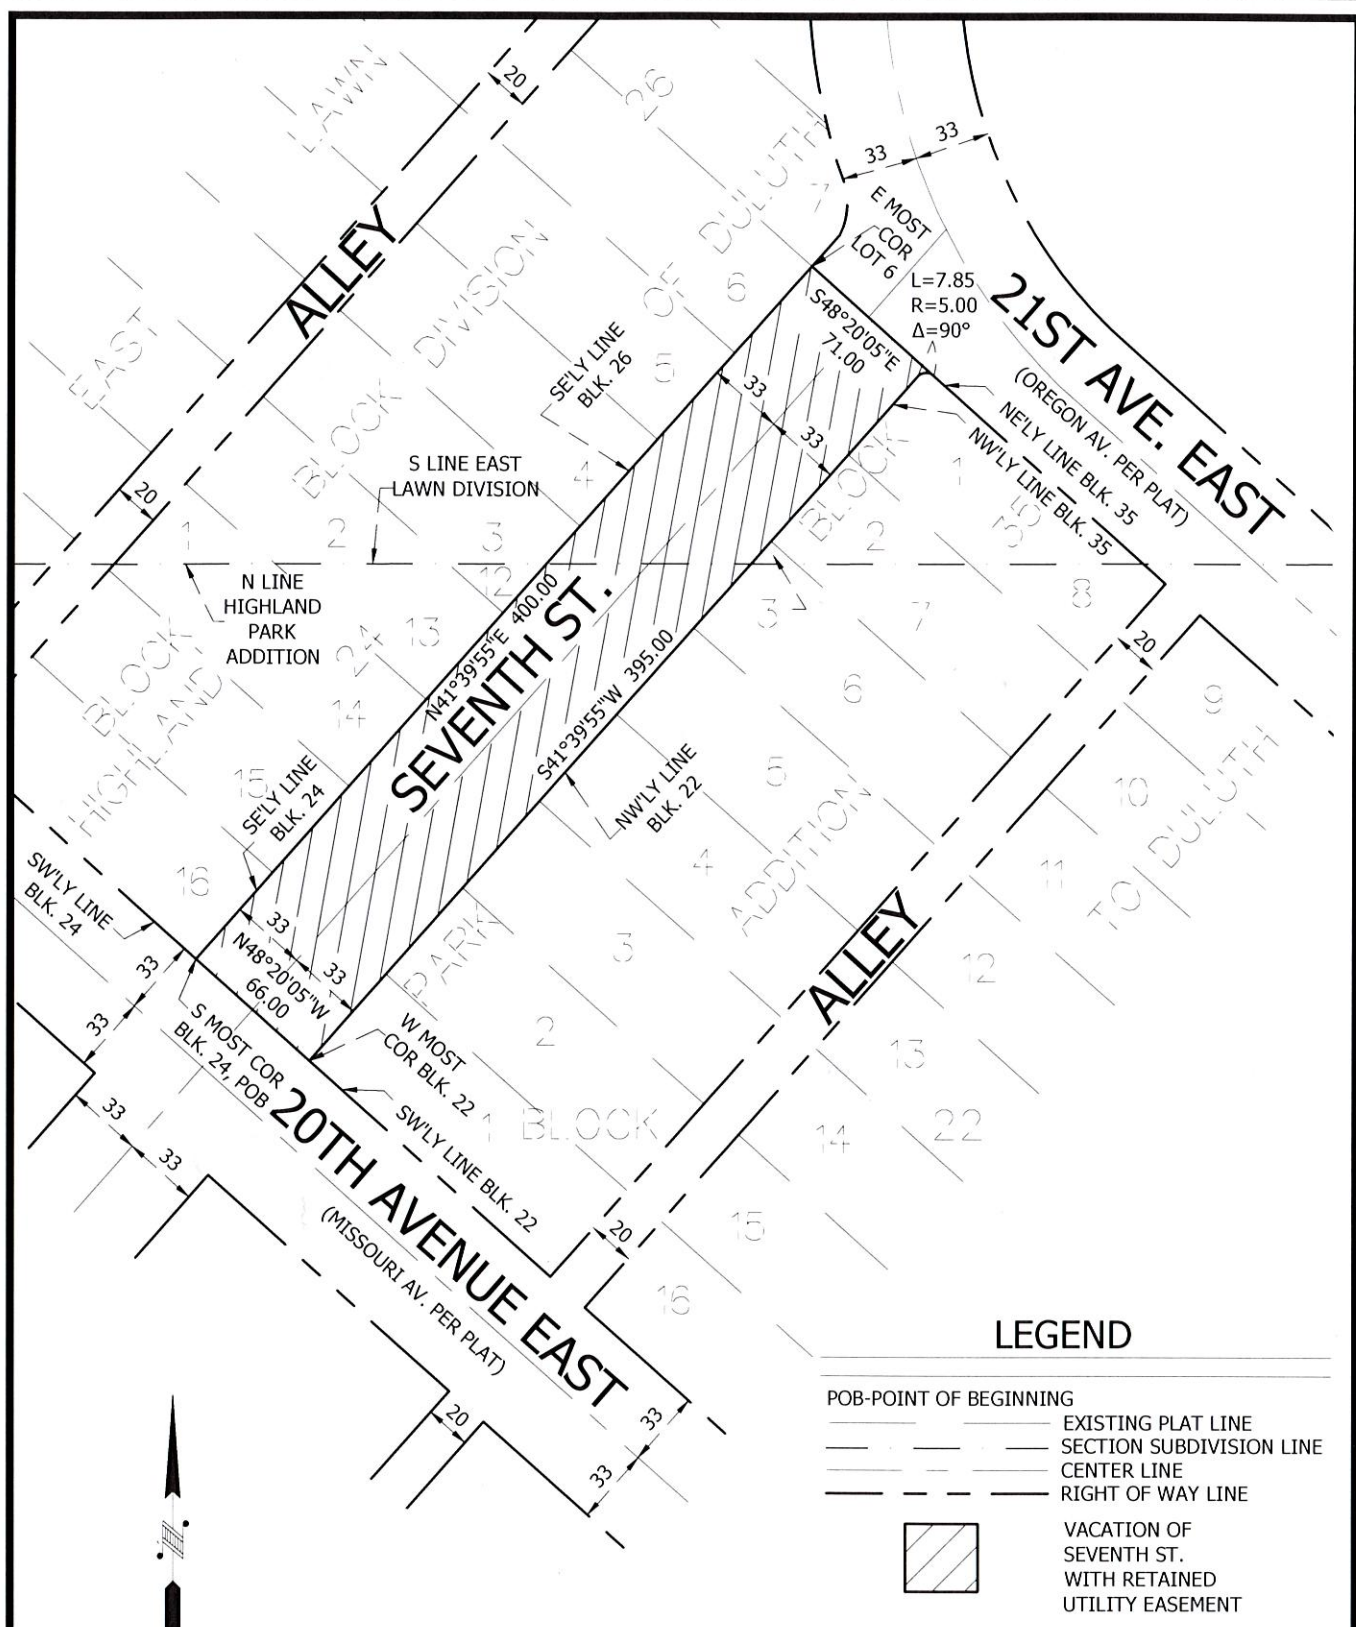 LAWN
20
26
33
33
EAST
ALLEY
DIVISION
BLOCK
OF DULUTH
7
6
5
4
E MOST
COR
LOT 6
L=7.85
R=5.00
Δ=90°
21ST AVE. EAST
(OREGON AV. PER PLAT)
S48°20'05"E
71.00
33
33
SE'LY LINE
BLK. 26
NE'LY LINE BLK. 35
NW'LY LINE BLK. 35
S LINE EAST
LAWN DIVISION
20
1
2
3
BLOCK
1
2
35
3
7
8
N LINE
HIGHLAND
PARK
ADDITION
BLOCK
HIGHLAND
24
12
13
14
15
16
N41°39'55"E 400.00
SEVENTH ST.
S41°39'55"W 395.00
20
6
9
5
10
4
11
3
12
2
13
1
14
15
16
SE'LY LINE
BLK. 24
NW'LY LINE
BLK. 22
PARK
ADDITION
TO DULUTH
ALLEY
SW'LY LINE
BLK. 24
33
33
N48°20'05"W
66.00
33
33
33
33
S MOST COR
BLK. 24, POB
W MOST
COR BLK. 22
SW'LY LINE BLK. 22
BLOCK
22
20TH AVENUE EAST
(MISSOURI AV. PER PLAT)
20
20
33
33
LEGEND
POB-POINT OF BEGINNING
EXISTING PLAT LINE
SECTION SUBDIVISION LINE
CENTER LINE
RIGHT OF WAY LINE
VACATION OF
SEVENTH ST.
WITH RETAINED
UTILITY EASEMENT